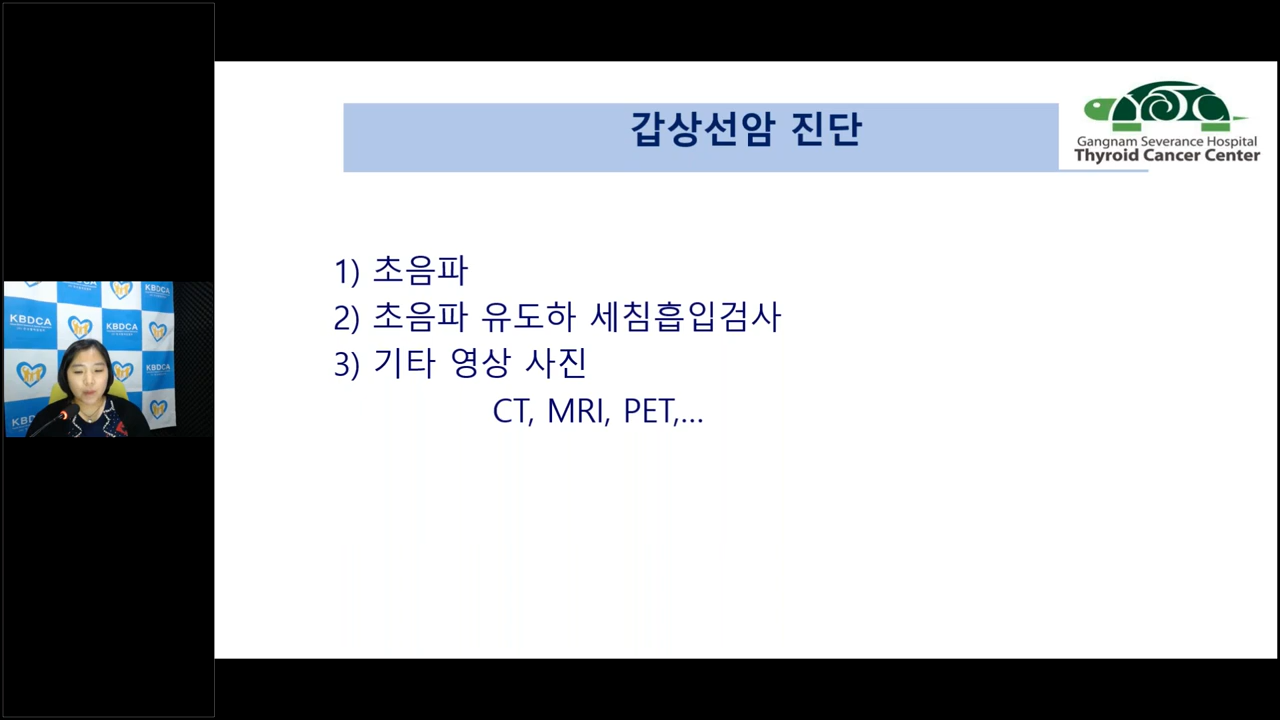 갑상선암 진단
Gangnam Severance Hospital
Thyroid Cancer Center
1) 초음파
2) 초음파 유도하 세침흡입검사
3) 기타 영상 사진
CT, MRI, PET,...
KBDCA
KBDCA
KBDCA
KBDCA
KBDCA